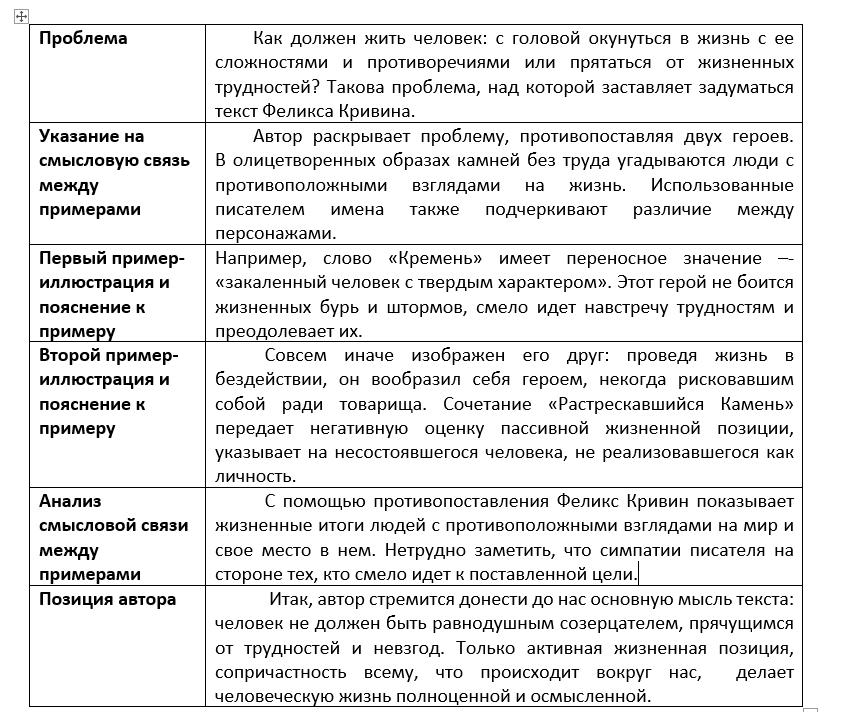 Проблема
Как должен жить человек: с головой окунуться в жизнь с ее
сложностями и противоречиями или прятаться от жизненных
трудностей? Такова проблема, над которой заставляет задуматься
текст Феликса Кривина.
Указание на
смысловую связь
между
примерами
Автор раскрывает проблему, противопоставляя двух героев.
В олицетворенных образах камней без труда угадываются люди с
противоположными взглядами на жизнь. Использованные
писателем имена также подчеркивают различие между
персонажами.
Первый пример-
иллюстрация и
пояснение к
примеру
Например, слово «Кремень» имеет переносное значение –-
«закаленный человек с твердым характером». Этот герой не боится
жизненных бурь и штормов, смело идет навстречу трудностям и
преодолевает их.
Второй пример-
иллюстрация и
пояснение к
примеру
Совсем иначе изображен его друг: проведя жизнь в
бездействии, он вообразил себя героем, некогда рисковавшим
собой ради товарища. Сочетание «Растрескавшийся Камень»
передает негативную оценку пассивной жизненной позиции,
указывает на несостоявшегося человека, не реализовавшегося как
личность.
Анализ
смысловой связи
между
примерами
С помощью противопоставления Феликс Кривин показывает
жизненные итоги людей с противоположными взглядами на мир и
свое место в нем. Нетрудно заметить, что симпатии писателя на
стороне тех, кто смело идет к поставленной цели.
Позиция автора
Итак, автор стремится донести до нас основную мысль текста:
человек не должен быть равнодушным созерцателем, прячущимся
от трудностей и невзгод. Только активная жизненная позиция,
сопричастность всему, что происходит вокруг нас, делает
человеческую жизнь полноценной и осмысленной.